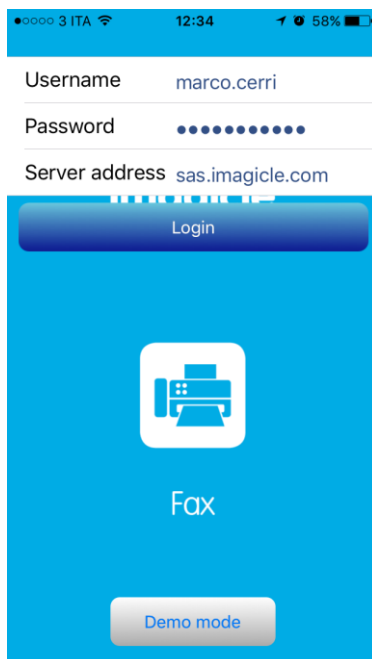 3 ITA 12:34 58%
Username marco.cerri
Password ●●●●●●●●●●●
Server address sas.imagicle.com
Login
Fax
Demo mode